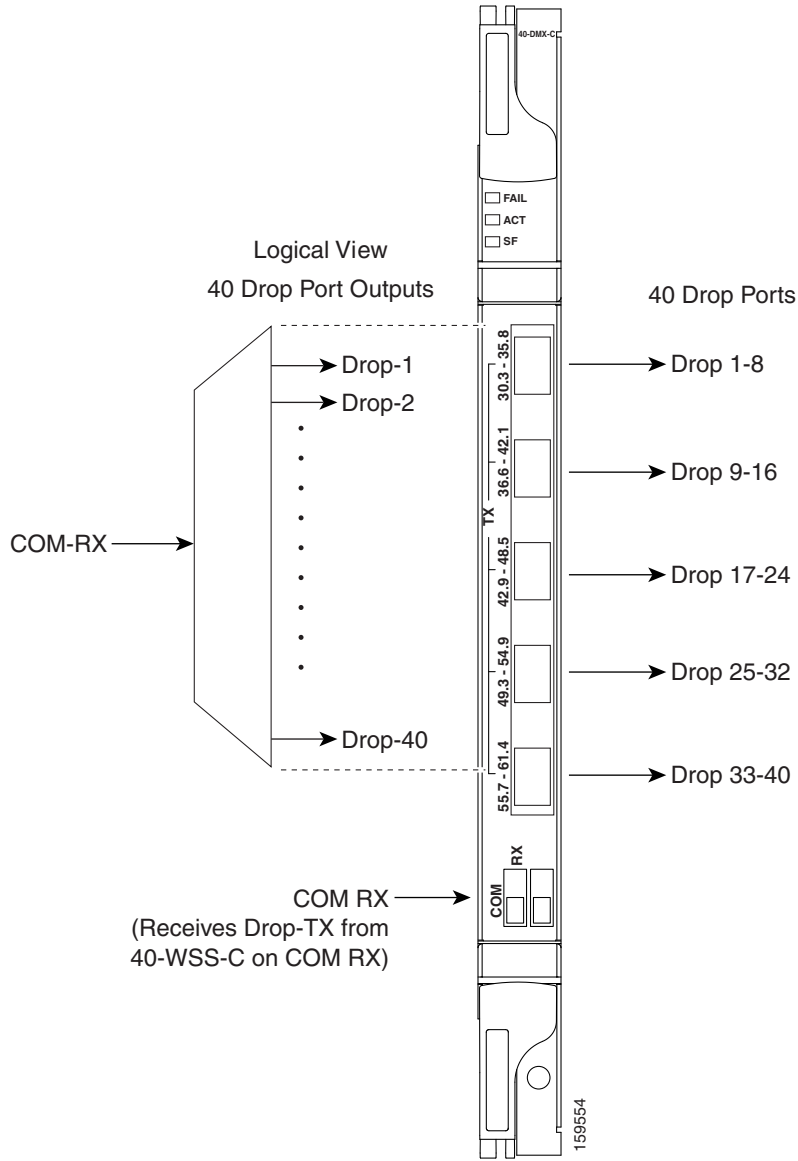 40-DMX-C
FAIL
ACT
SF
Logical View
40 Drop Port Outputs
40 Drop Ports
Drop-1
Drop-2
Drop-40
COM-RX
TX
30.3 - 35.8
36.6 - 42.1
42.9 - 48.5
49.3 - 54.9
55.7 - 61.4
Drop 1-8
Drop 9-16
Drop 17-24
Drop 25-32
Drop 33-40
RX
COM
COM RX
(Receives Drop-TX from
40-WSS-C on COM RX)
159554